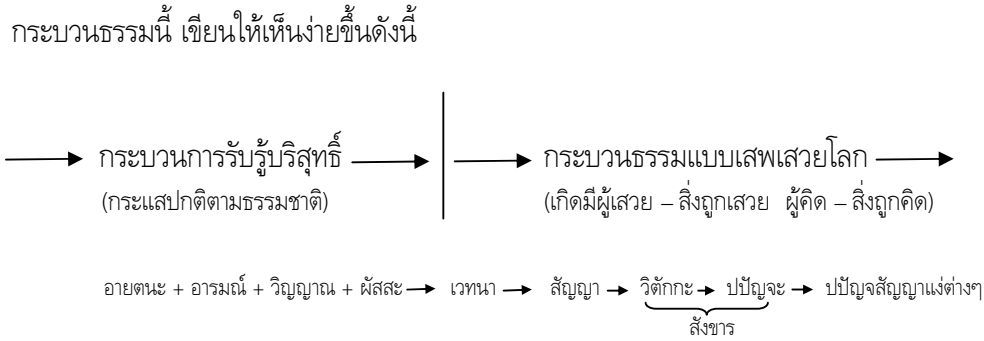 กระบวนธรรมนี้ เขียนให้เห็นง่ายขึ้นดังนี้
กระบวนการรับรู้บริสุทธิ์ กระบวนธรรมแบบเสพเสวยโลก
(กระแสปกติตามธรรมชาติ) (เกิดมีผู้เสวย – สิ่งถูกเสวย ผู้คิด – สิ่งถูกคิด)
อายตนะ + อารมณ์ + วิญญาณ + ผัสสะ → เวทนา → สัญญา → วิตักกะ → ปปัญจะ → ปปัญจสัญญาแง่ต่างๆ
สังขาร